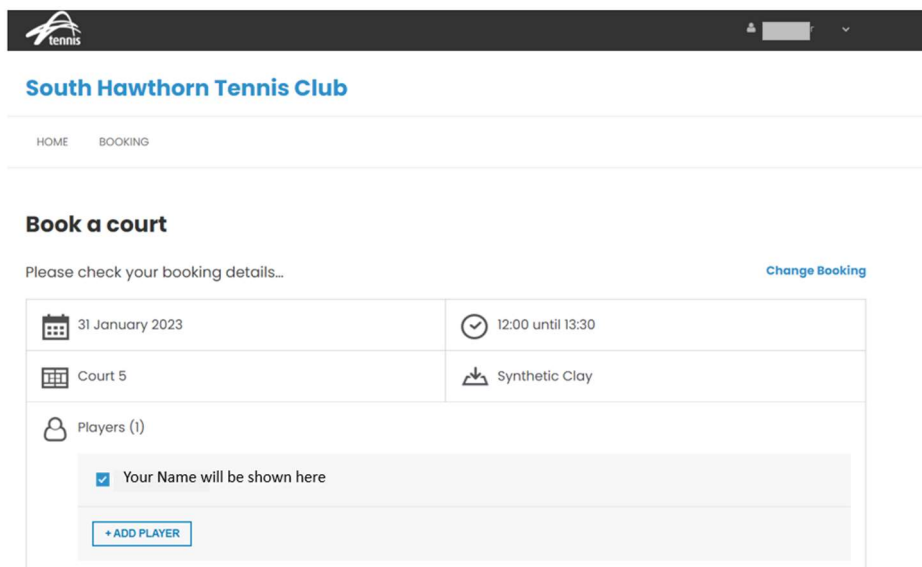 tennis
South Hawthorn Tennis Club
HOME BOOKING
Book a court
Please check your booking details...
Change Booking
31 January 2023
12:00 until 13:30
Court 5
Synthetic Clay
Players (1)
Your Name will be shown here
+ ADD PLAYER